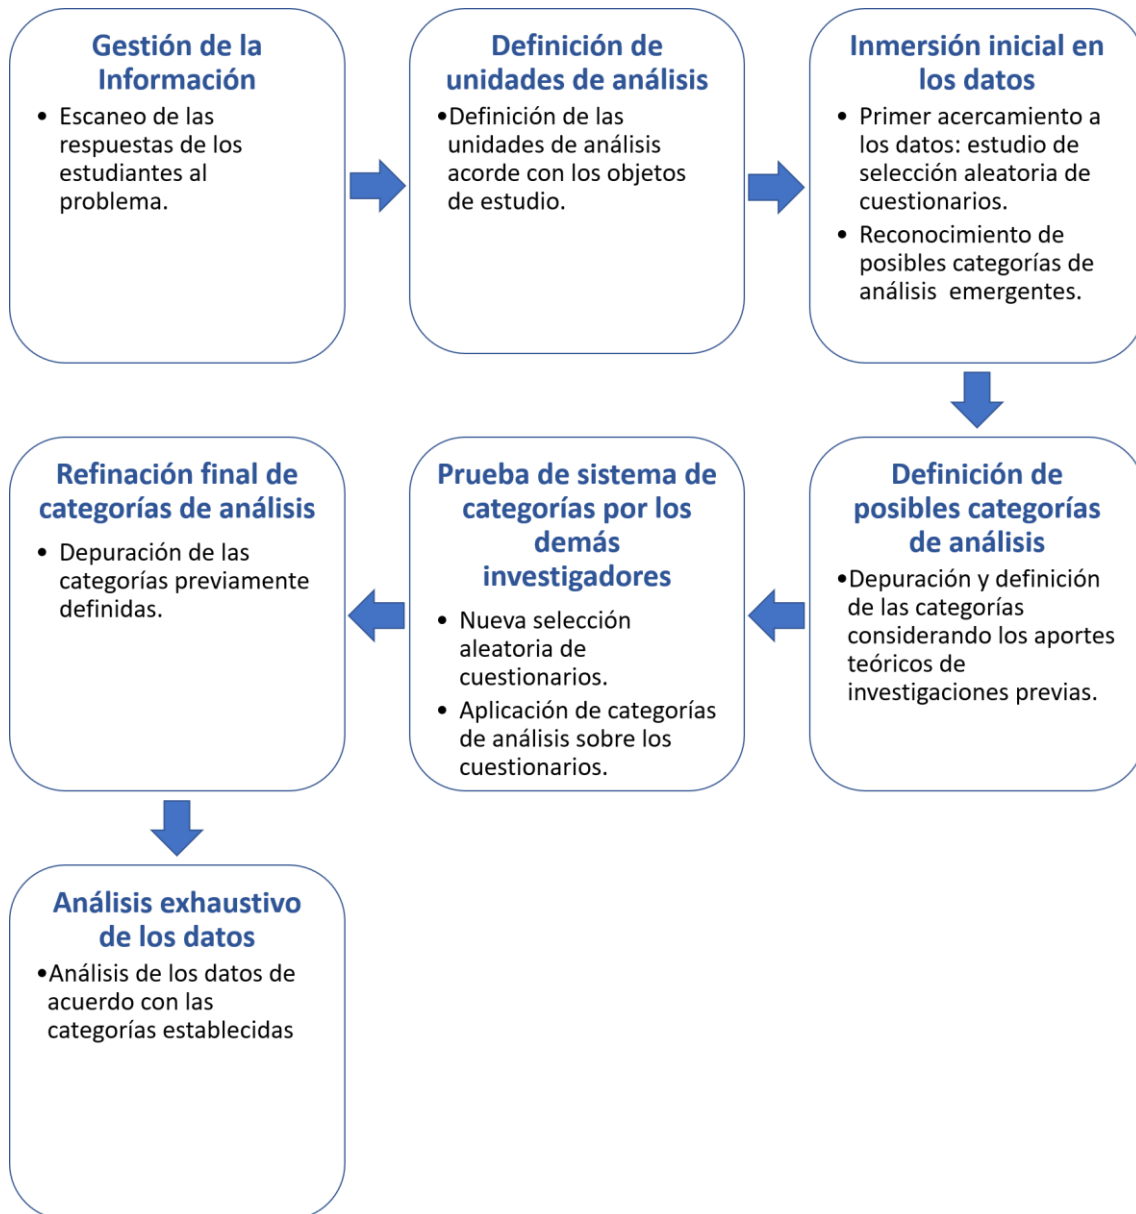 Gestión de la
Información
• Escaneo de las
respuestas de los
estudiantes al
problema.
Definición de
unidades de análisis
•Definición de las
unidades de análisis
acorde con los objetos
de estudio.
Inmersión inicial en
los datos
• Primer acercamiento a
los datos: estudio de
selección aleatoria de
cuestionarios.
• Reconocimiento de
posibles categorías de
análisis emergentes.
Definición de
posibles categorías
de análisis
•Depuración y definición
de las categorías
considerando los aportes
teóricos de
investigaciones previas.
Prueba de sistema de
categorías por los
demás
investigadores
• Nueva selección
aleatoria de
cuestionarios.
• Aplicación de categorías
de análisis sobre los
cuestionarios.
Refinación final de
categorías de análisis
• Depuración de las
categorías previamente
definidas.
Análisis exhaustivo
de los datos
•Análisis de los datos de
acuerdo con las
categorías establecidas